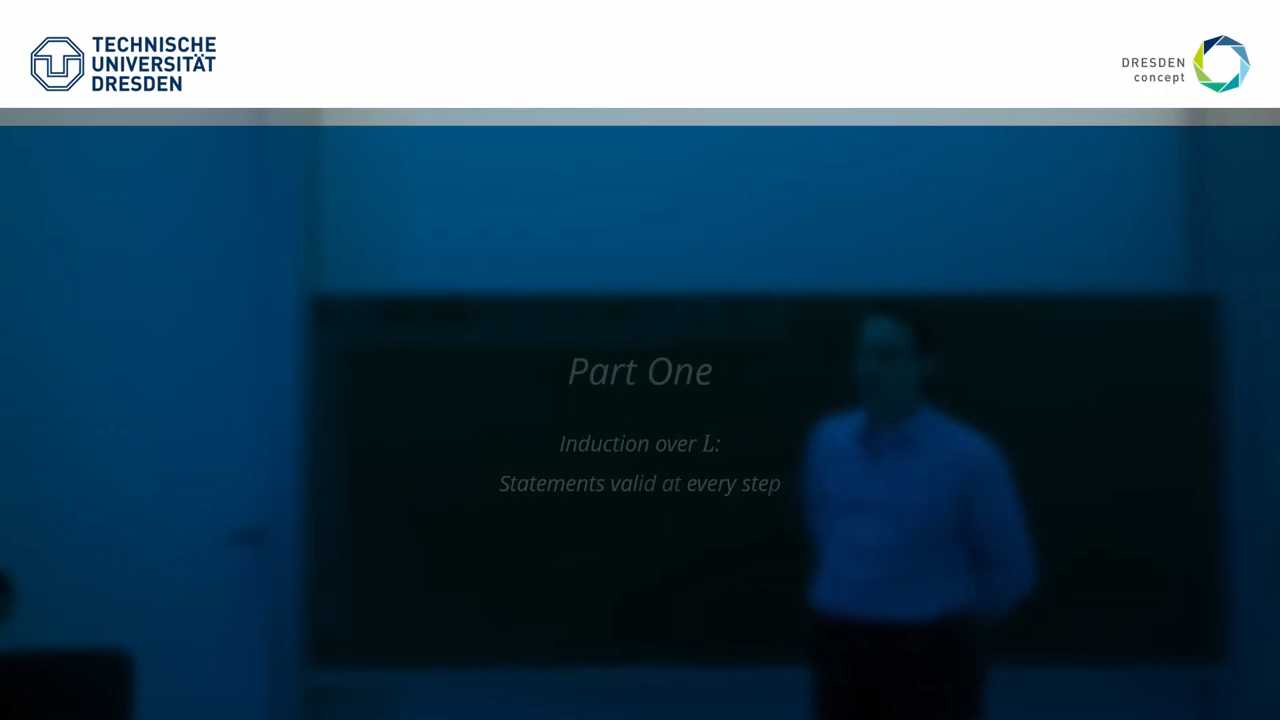 TECHNISCHE
UNIVERSITÄT
DRESDEN
DRESDEN
concept
Part One
Induction over L:
Statements valid at every step